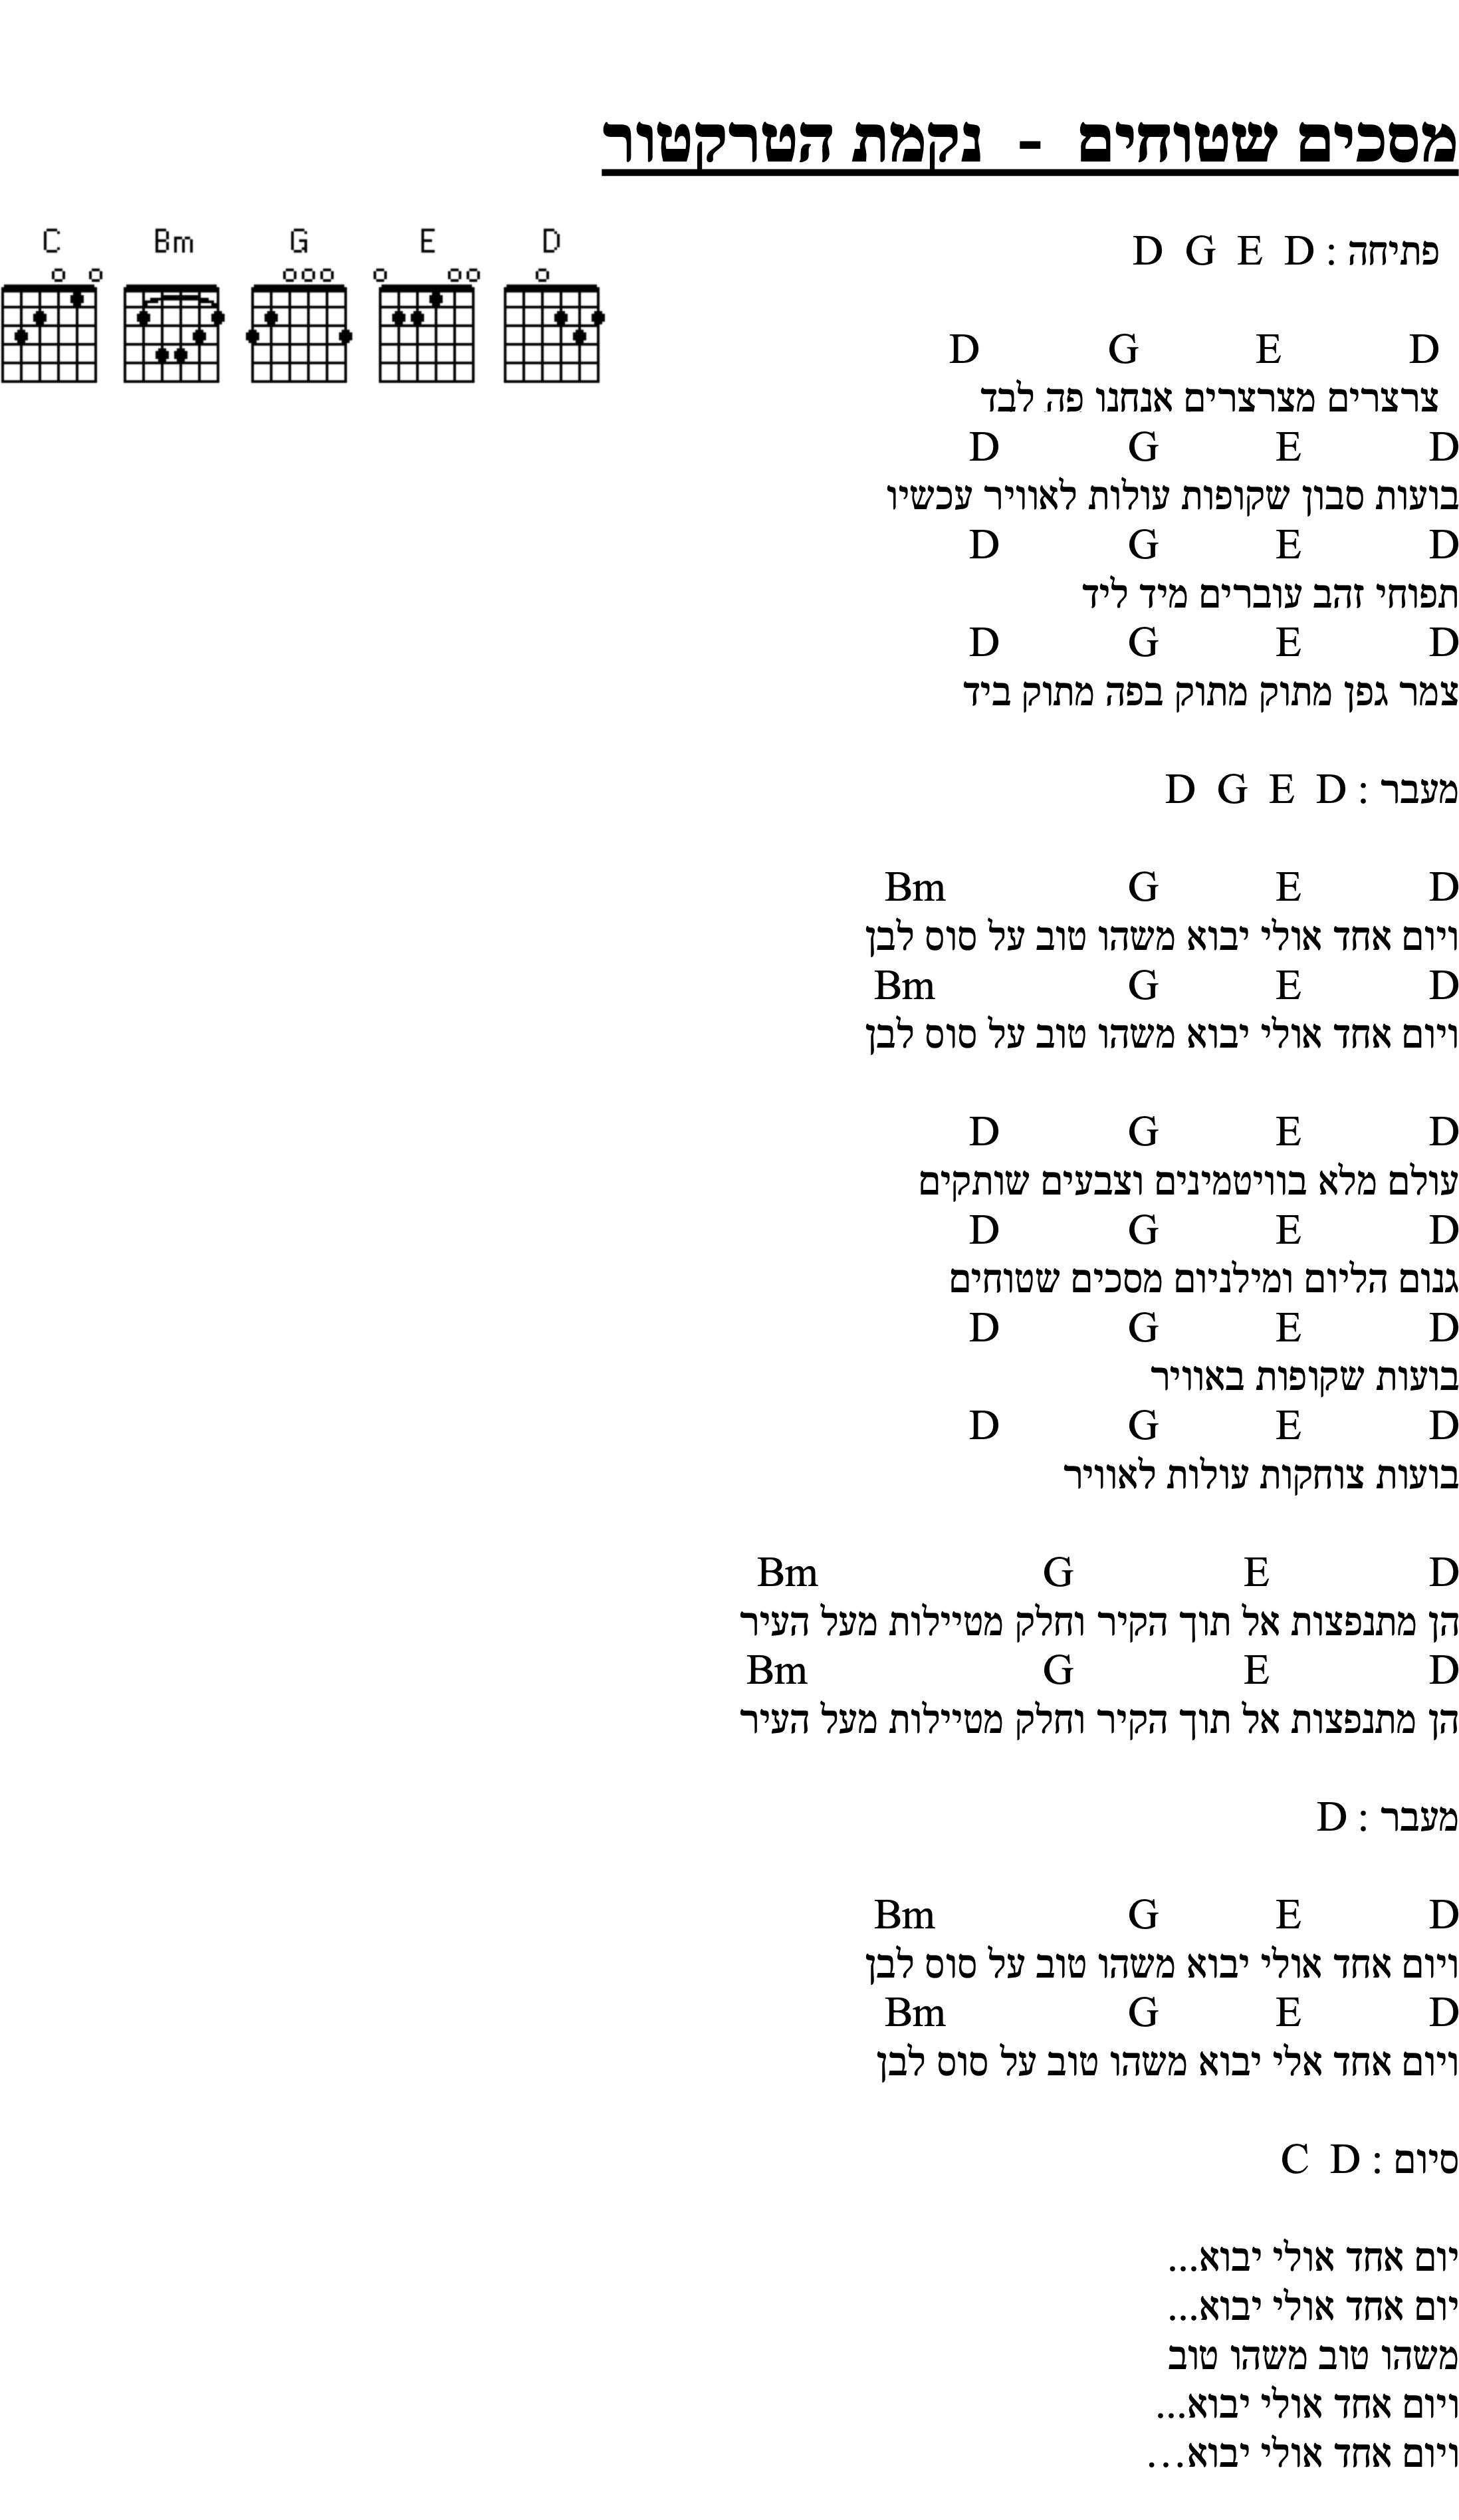 מסכים שטוחים - נקמת הטרקטור
C Bm G E D
פתיחה : D E G D
D E G D
צרצרים מצרצרים אנחנו פה לבד
D E G D
בועות סבון שקופות עולות לאוויר עכשיו
D E G D
תפוחי זהב עוברים מיד ליד
D E G D
צמר גפן מתוק מתוק בפה מתוק ביד
מעבר : D E G D
D E G Bm
ויום אחד אולי יבוא משהו טוב על סוס לבן
D E G Bm
ויום אחד אולי יבוא משהו טוב על סוס לבן
D E G D
עולם מלא בוויטמינים וצבעים שותקים
D E G D
גנום הליום ומילניום מסכים שטוחים
D E G D
בועות שקופות באוויר
D E G D
בועות צוחקות עולות לאוויר
D E G Bm
הן מתנפצות אל תוך הקיר וחלק מטיילות מעל העיר
D E G Bm
הן מתנפצות אל תוך הקיר וחלק מטיילות מעל העיר
מעבר : D
D E G Bm
ויום אחד אולי יבוא משהו טוב על סוס לבן
D E G Bm
ויום אחד אלי יבוא משהו טוב על סוס לבן
סיום : D C
יום אחד אולי יבוא...
יום אחד אולי יבוא...
משהו טוב משהו טוב
ויום אחד אולי יבוא...
ויום אחד אולי יבוא...